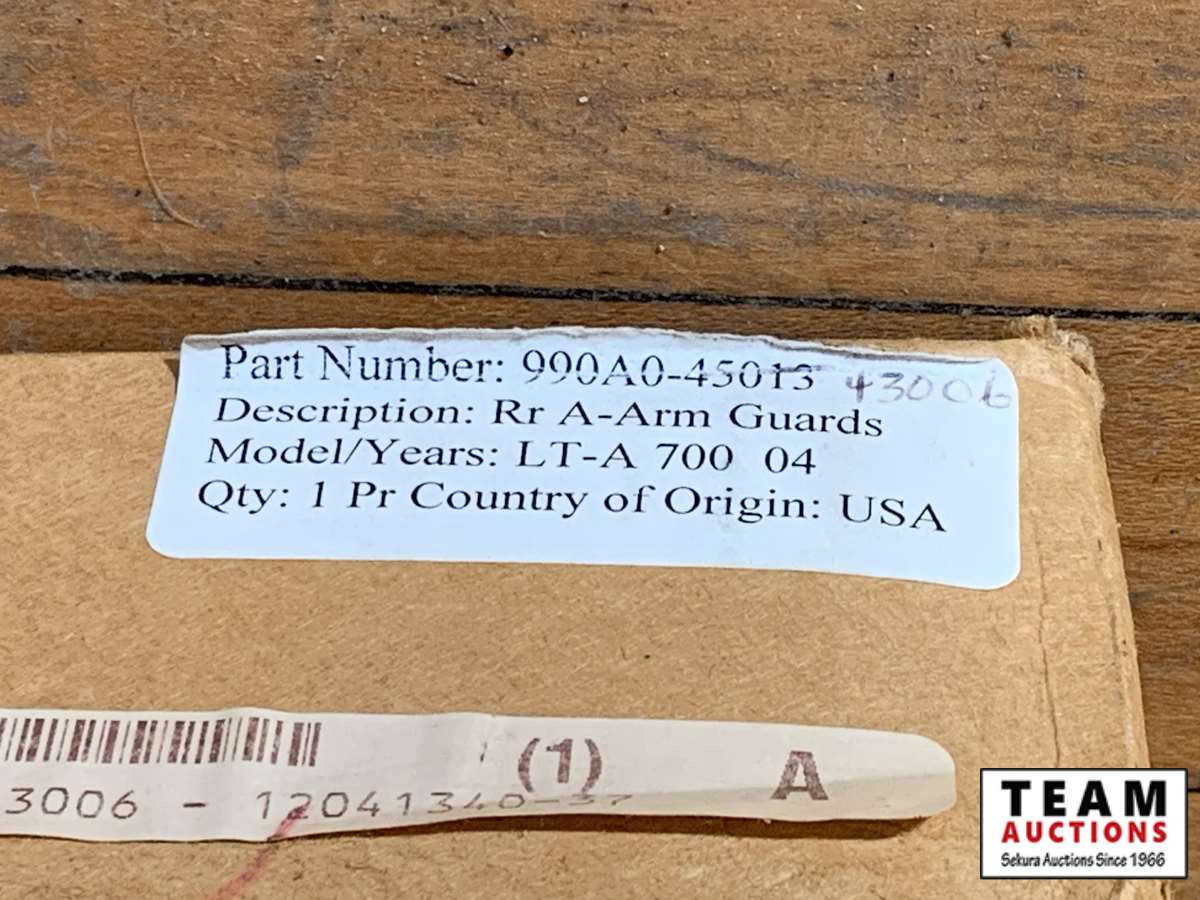 Part Number: 990A0-45013 43006
Description: Rr A-Arm Guards
Model/Years: LT-A 700 04
Qty: 1 Pr Country of Origin: USA
(1) A
3006 - 12041340-37
TEAM
AUCTIONS
Sekura Auctions Since 1966